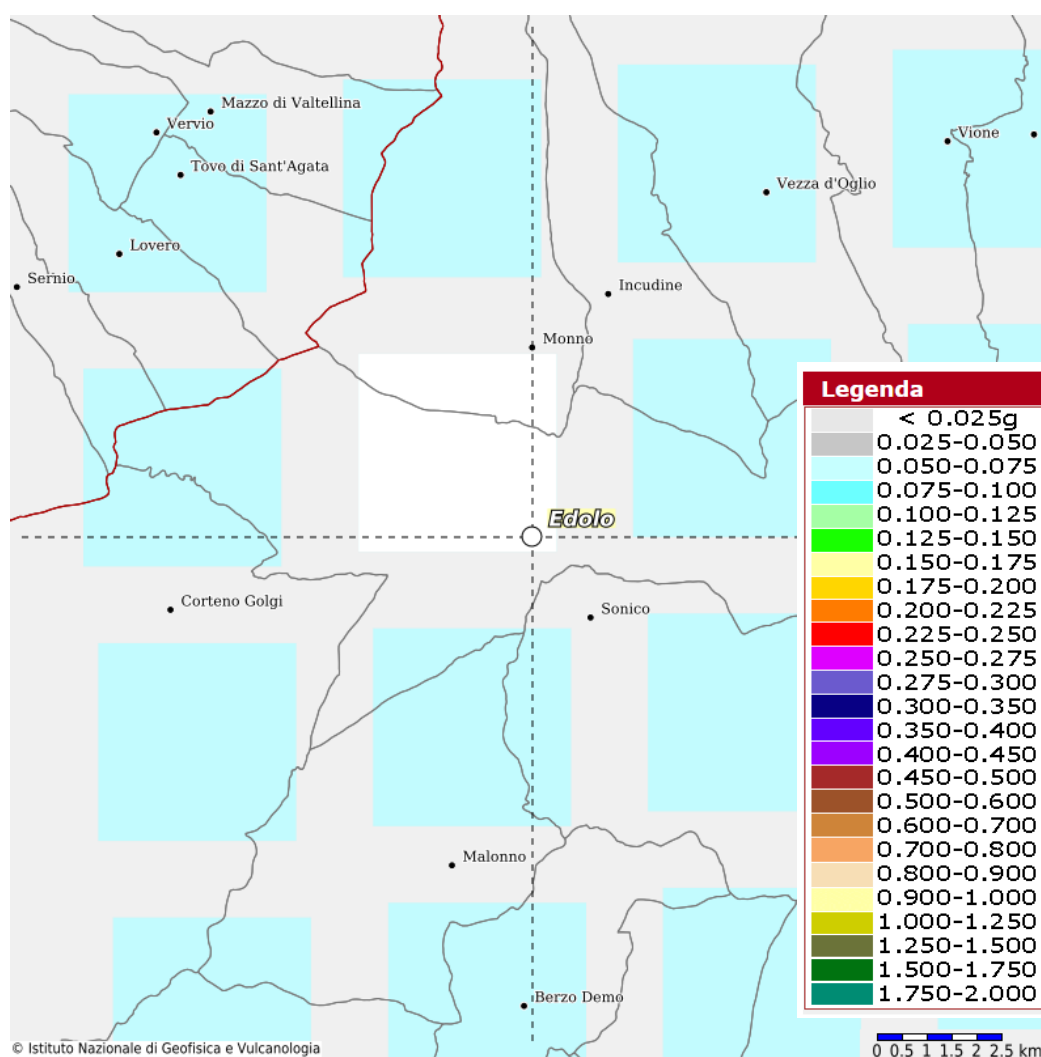 Mazzo di Valtellina
Vervio
Vione
Tovo di Sant'Agata
Vezza d'Oglio
Lovero
Sernio
Incudine
Monno
Legenda
< 0.025g
0.025-0.050
0.050-0.075
0.075-0.100
0.100-0.125
0.125-0.150
0.150-0.175
0.175-0.200
0.200-0.225
0.225-0.250
0.250-0.275
0.275-0.300
0.300-0.350
0.350-0.400
0.400-0.450
0.450-0.500
0.500-0.600
0.600-0.700
0.700-0.800
0.800-0.900
0.900-1.000
1.000-1.250
1.250-1.500
1.500-1.750
1.750-2.000
Edolo
Corteno Golgi
Sonico
Malonno
Berzo Demo
© Istituto Nazionale di Geofisica e Vulcanologia
0 0.5 1 1.5 2 2.5 km